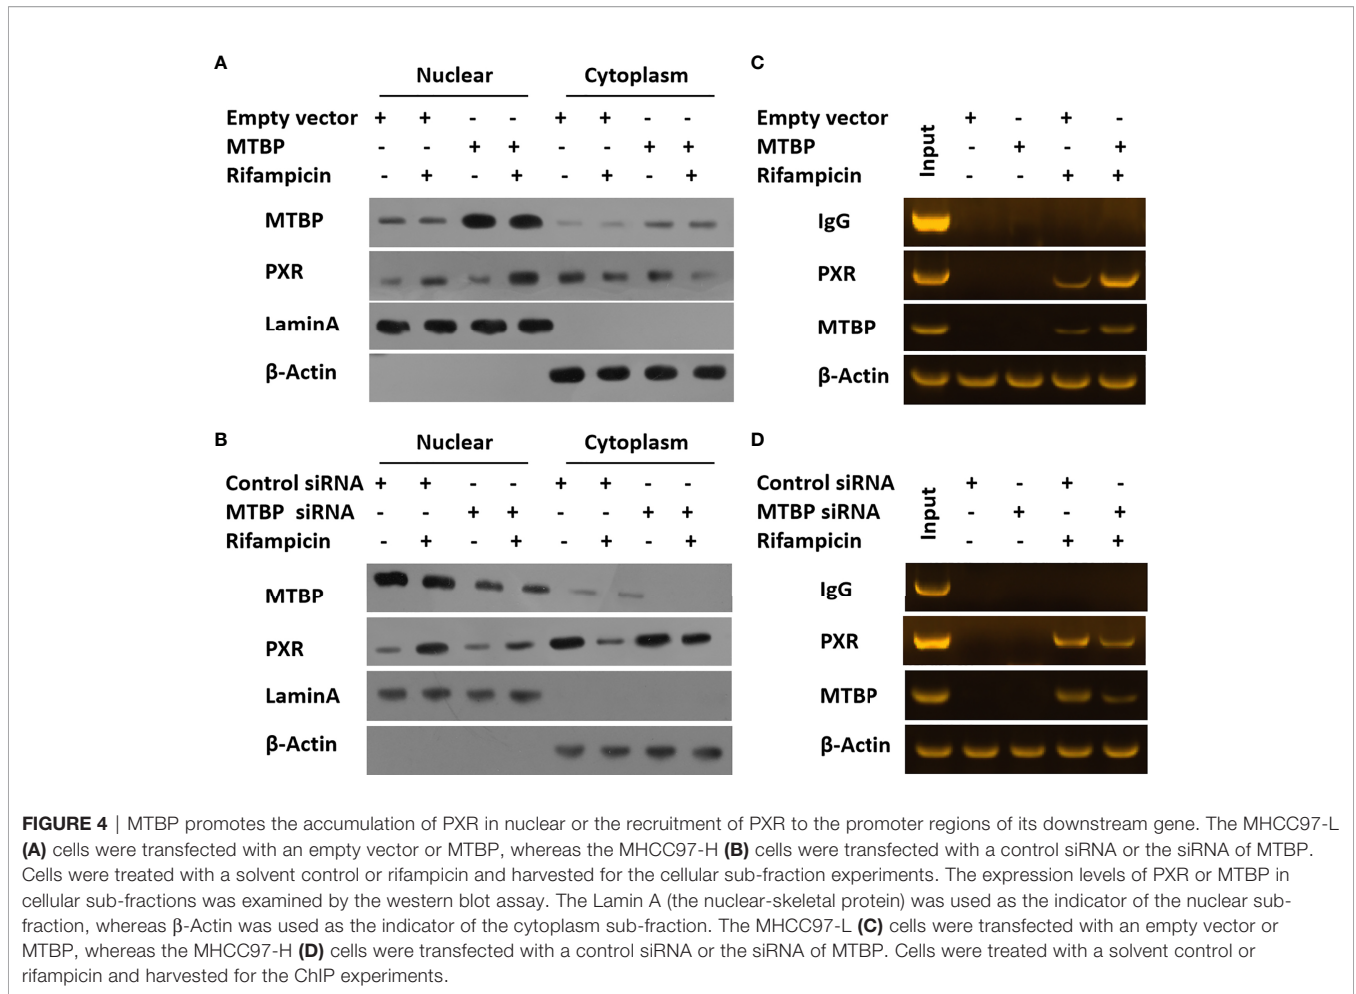 A
Nuclear Cytoplasm
Empty vector + + - - + + - -
MTBP - - + + - - + +
Rifampicin - + - + - + - +
MTBP
PXR
LaminA
β-Actin
C
Input
Empty vector + - + -
MTBP - + - +
Rifampicin - - + +
IgG
PXR
MTBP
β-Actin
B
Nuclear Cytoplasm
Control siRNA + + - - + + - -
MTBP siRNA - - + + - - + +
Rifampicin - + - + - + - +
MTBP
PXR
LaminA
β-Actin
D
Input
Control siRNA + - + -
MTBP siRNA - + - +
Rifampicin - - + +
IgG
PXR
MTBP
β-Actin
FIGURE 4 | MTBP promotes the accumulation of PXR in nuclear or the recruitment of PXR to the promoter regions of its downstream gene. The MHCC97-L
(A) cells were transfected with an empty vector or MTBP, whereas the MHCC97-H (B) cells were transfected with a control siRNA or the siRNA of MTBP.
Cells were treated with a solvent control or rifampicin and harvested for the cellular sub-fraction experiments. The expression levels of PXR or MTBP in
cellular sub-fractions was examined by the western blot assay. The Lamin A (the nuclear-skeletal protein) was used as the indicator of the nuclear sub-
fraction, whereas β-Actin was used as the indicator of the cytoplasm sub-fraction. The MHCC97-L (C) cells were transfected with an empty vector or
MTBP, whereas the MHCC97-H (D) cells were transfected with a control siRNA or the siRNA of MTBP. Cells were treated with a solvent control or
rifampicin and harvested for the ChIP experiments.